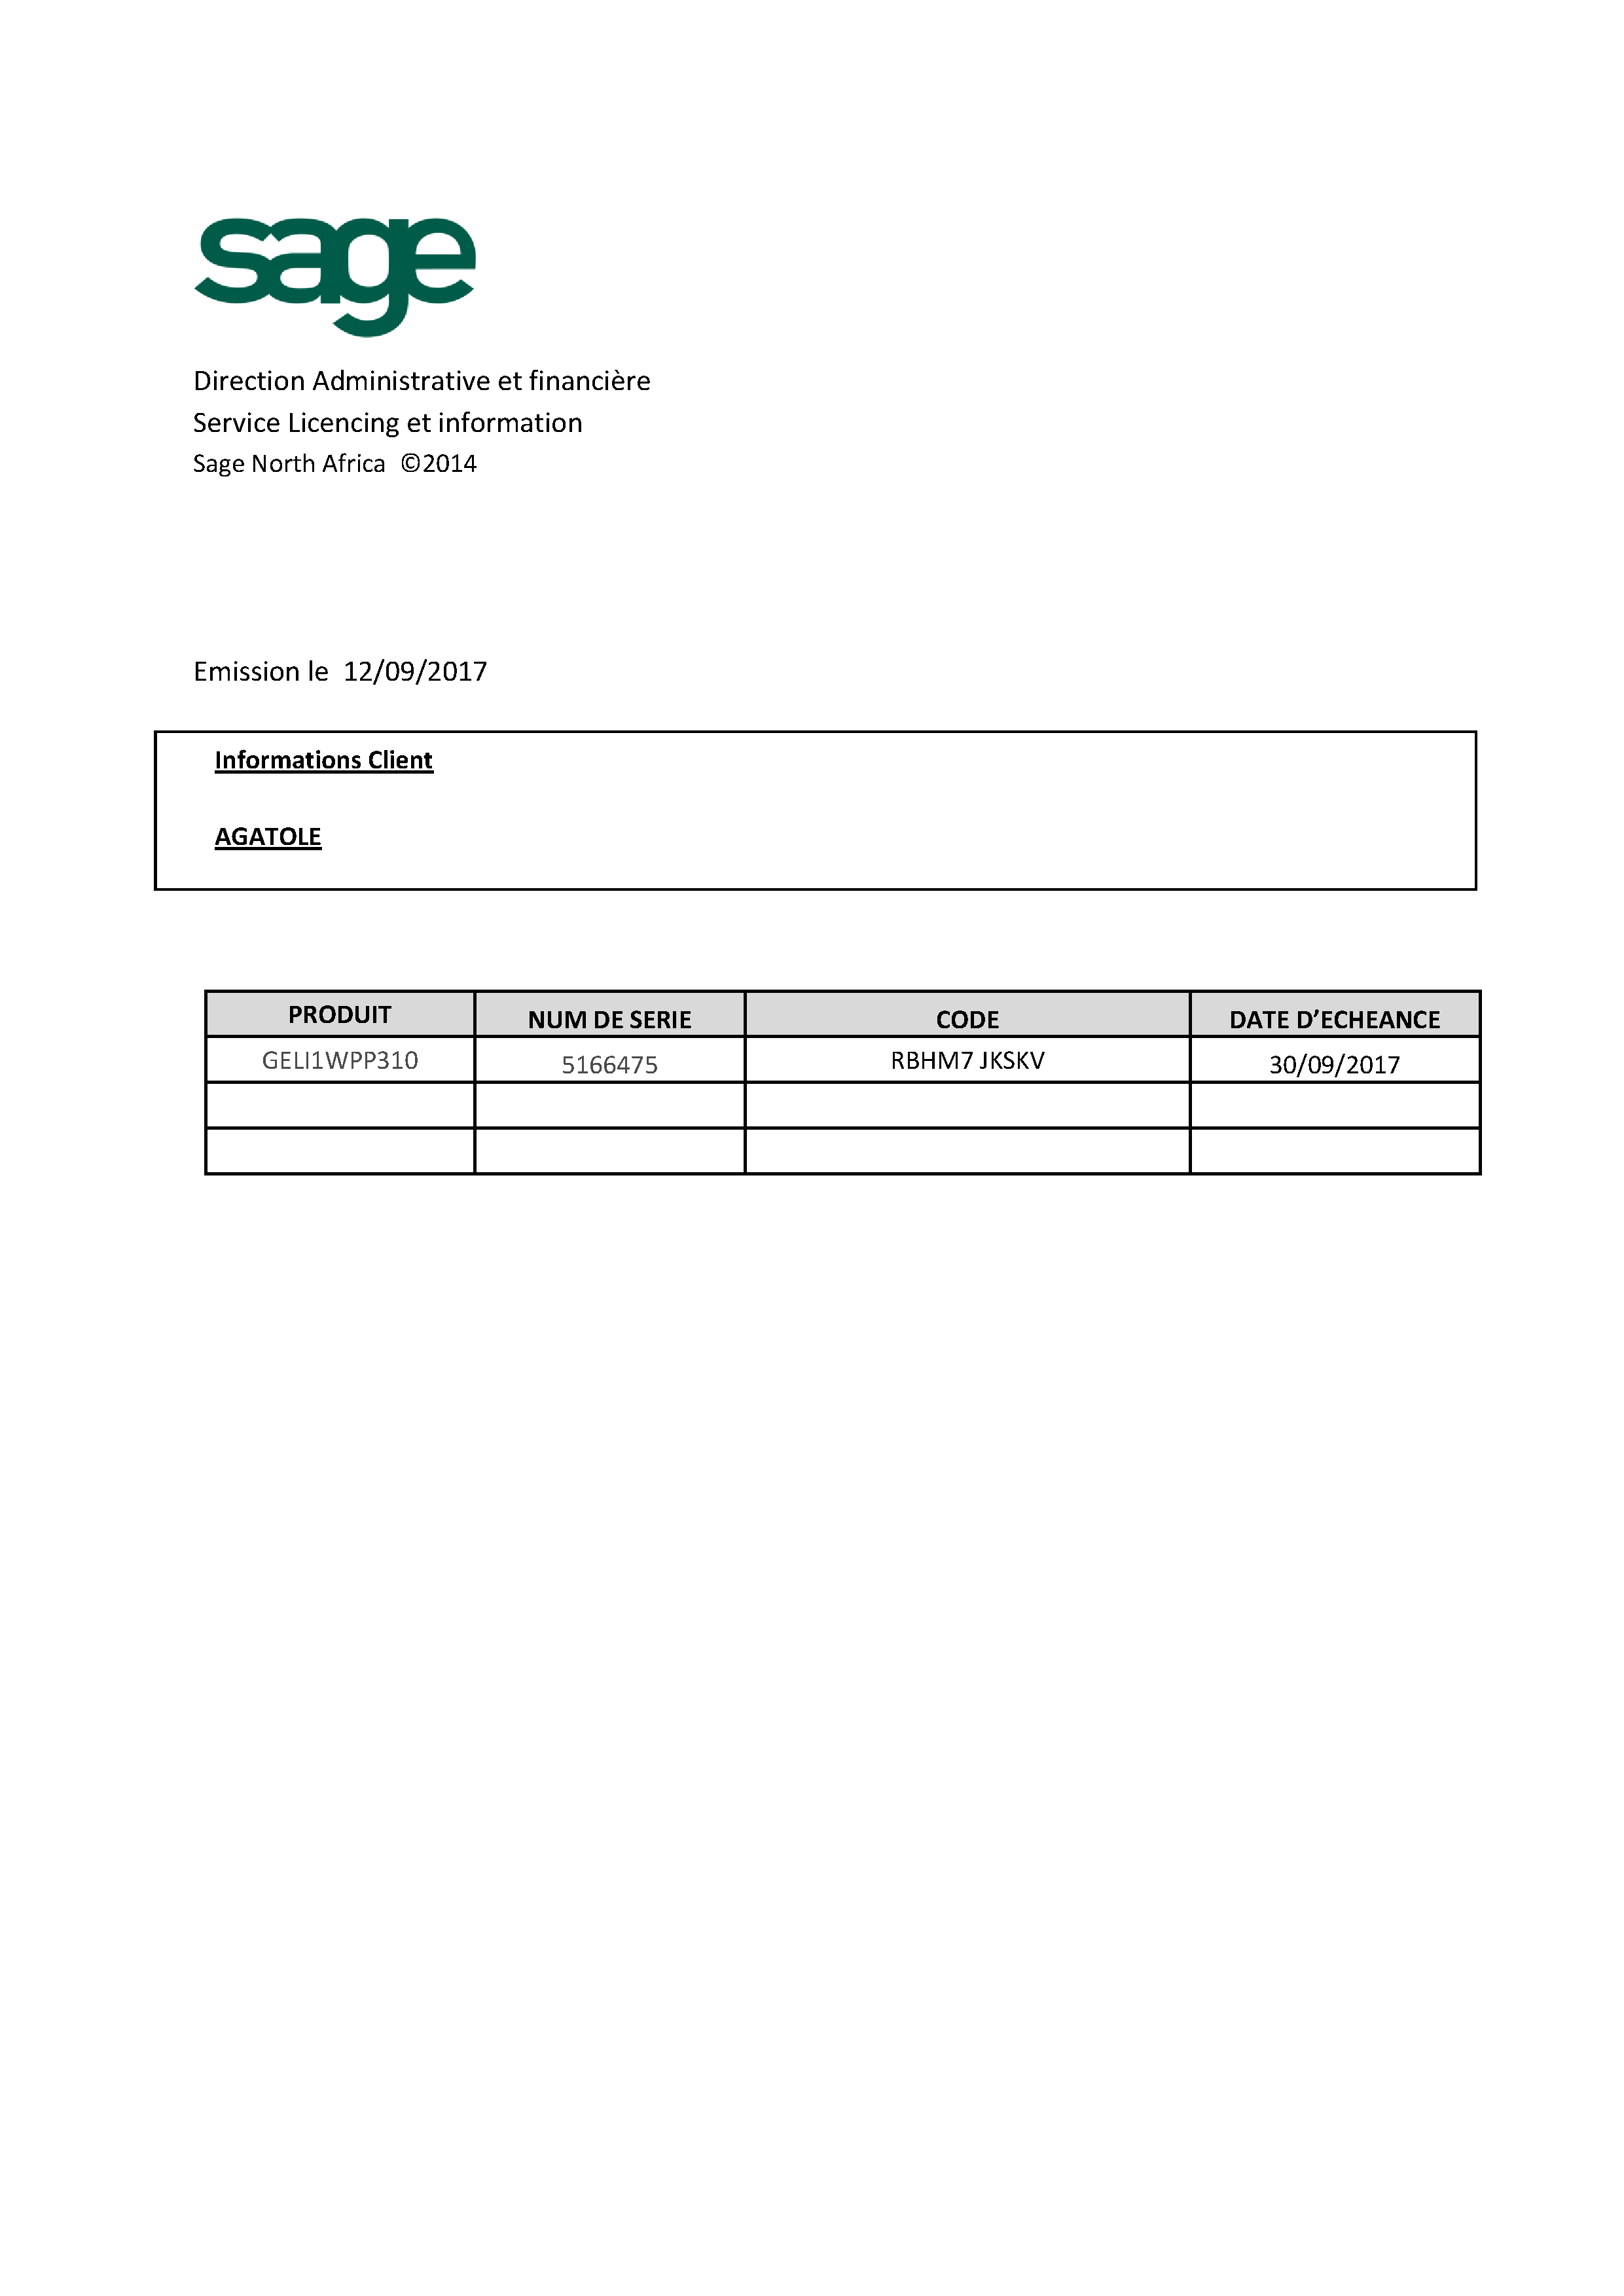 sage
Direction Administrative et financière
Service Licencing et information
Sage North Africa ©2014
Emission le 12/09/2017
Informations Client
AGATOLE
PRODUIT NUM DE SERIE CODE DATE D’ECHEANCE
GELI1WPP310 5166475 RBHM7 JKSKV 30/09/2017